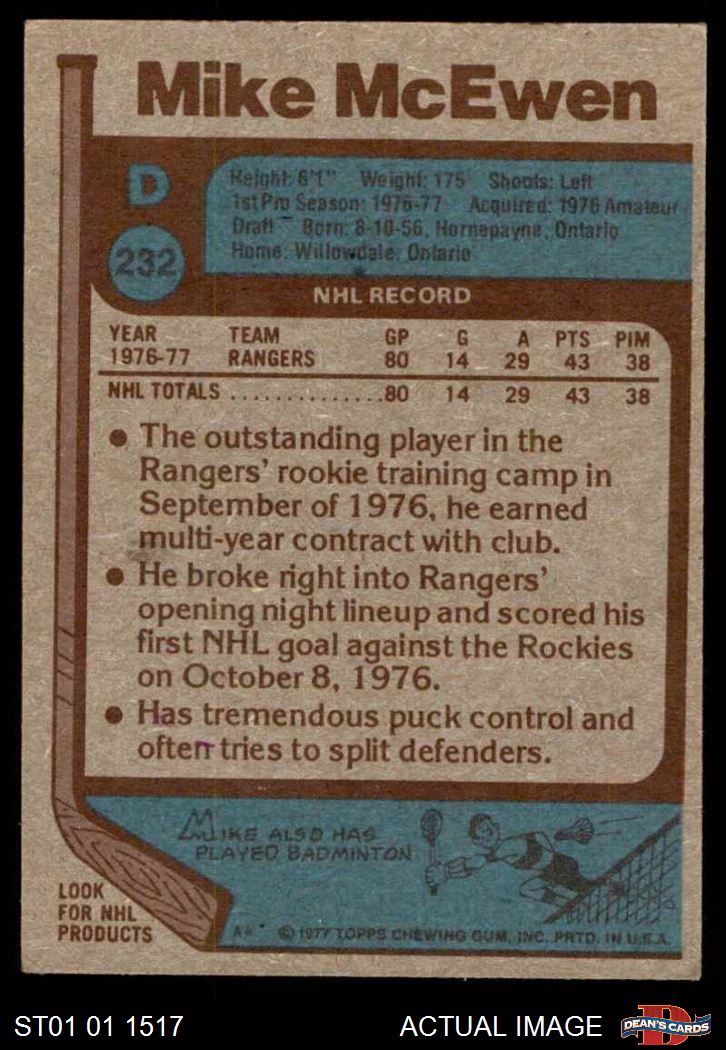 Mike McEwen
D
232
Height: 6'1" Weight: 175 Shoots: Left
1st Pro Season: 1976-77 Acquired: 1976 Amateur
Draft Born: 8-10-56, Hornepayne, Ontario
Home: Willowdale, Ontario
NHL RECORD
YEAR TEAM GP G A PTS PIM
1976-77 RANGERS 80 14 29 43 38
NHL TOTALS ...............80 14 29 43 38
● The outstanding player in the
Rangers' rookie training camp in
September of 1976, he earned
multi-year contract with club.
● He broke right into Rangers'
opening night lineup and scored his
first NHL goal against the Rockies
on October 8, 1976.
● Has tremendous puck control and
often tries to split defenders.
MIKE ALSO HAS
PLAYED BADMINTON
LOOK
FOR NHL
PRODUCTS
A** © 1977 TOPPS CHEWING GUM, INC. PRTD. IN U.S.A.
ST01 01 1517 ACTUAL IMAGE
D
DEAN'S CARDS